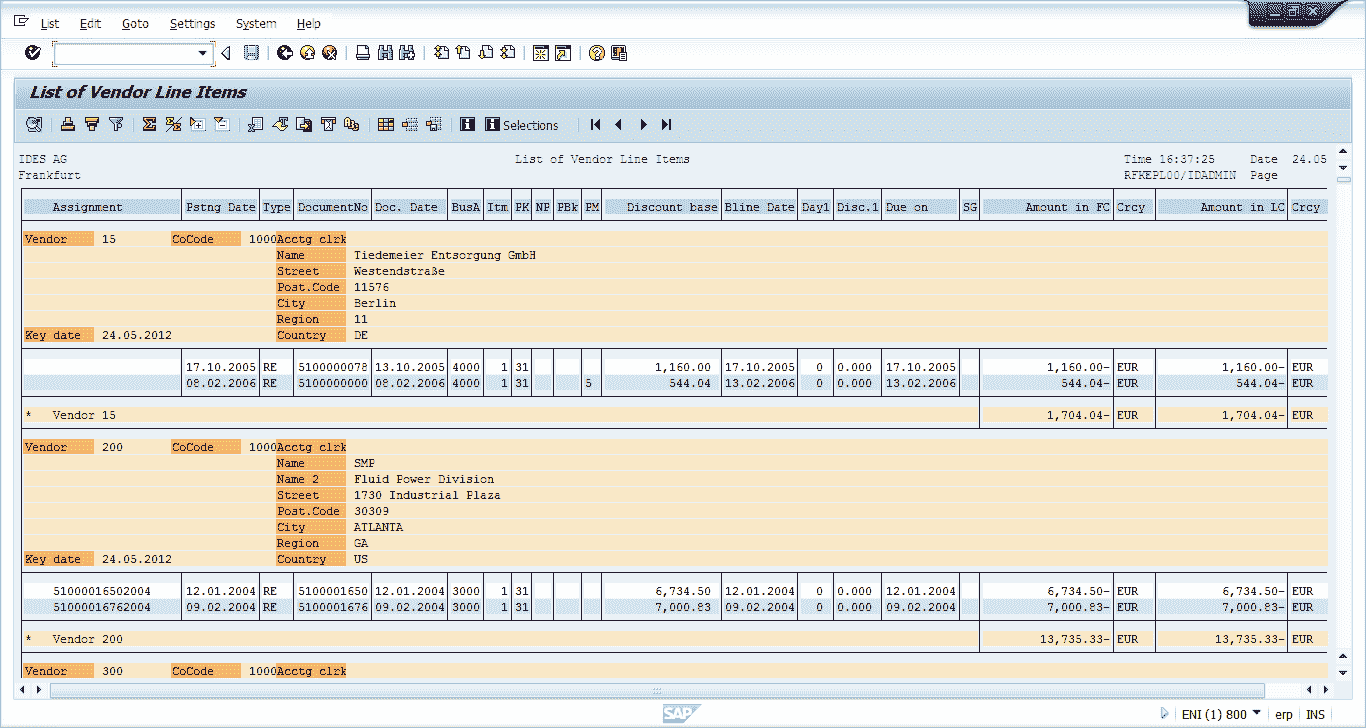 List Edit Goto Settings System Help
List of Vendor Line Items
Selections
IDES AG List of Vendor Line Items Time 16:37:25 Date 24.05
Frankfurt RFKEPL00/IDADMIN Page
Assignment Pstng Date Type DocumentNo Doc. Date BusA Itm PK NP PBk PM Discount base Bline Date Day1 Disc.1 Due on SG Amount in FC Crcy Amount in LC Crcy
Vendor 15 CoCode 1000 Acctg clrk
Name Tiedemeier Entsorgung GmbH
Street Westendstraße
Post.Code 11576
City Berlin
Region 11
Key date 24.05.2012 Country DE
17.10.2005 RE 5100000078 13.10.2005 4000 1 31 1,160.00 17.10.2005 0 0.000 17.10.2005 1,160.00- EUR 1,160.00- EUR
08.02.2006 RE 5100000000 08.02.2006 4000 1 31 5 544.04 13.02.2006 0 0.000 13.02.2006 544.04- EUR 544.04- EUR
* Vendor 15 1,704.04- EUR 1,704.04- EUR
Vendor 200 CoCode 1000 Acctg clrk
Name SMP
Name 2 Fluid Power Division
Street 1730 Industrial Plaza
Post.Code 30309
City ATLANTA
Region GA
Key date 24.05.2012 Country US
51000016502004 12.01.2004 RE 5100001650 12.01.2004 3000 1 31 6,734.50 12.01.2004 0 0.000 12.01.2004 6,734.50- EUR 6,734.50- EUR
51000016762004 09.02.2004 RE 5100001676 09.02.2004 3000 1 31 7,000.83 09.02.2004 0 0.000 09.02.2004 7,000.83- EUR 7,000.83- EUR
* Vendor 200 13,735.33- EUR 13,735.33- EUR
Vendor 300 CoCode 1000 Acctg clrk
SAP ENI (1) 800 erp INS